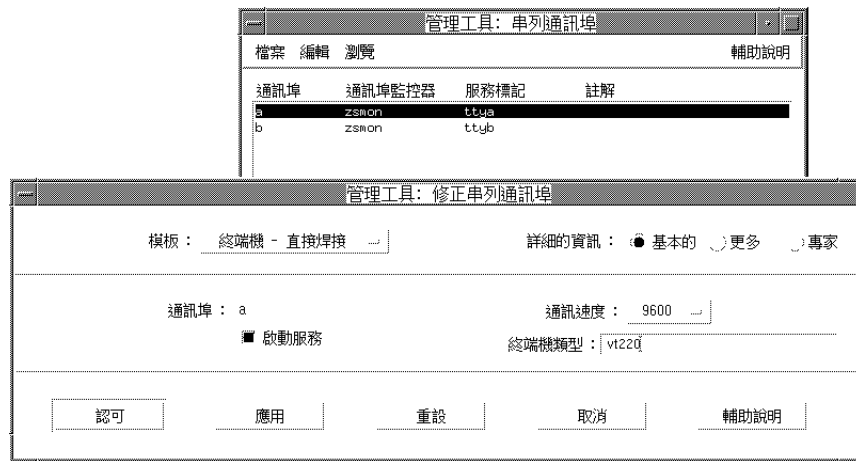 管理工具: 串列通訊埠
檔案 編輯 瀏覽 輔助說明
通訊埠 通訊埠監控器 服務標記 註解
a zsmon ttya
b zsmon ttyb
管理工具: 修正串列通訊埠
模板： 終端機 - 直接焊接 詳細的資訊： 基本的 更多 專家
通訊埠： a 通訊速度： 9600
啟動服務
終端機類型： vt220
認可 應用 重設 取消 輔助說明